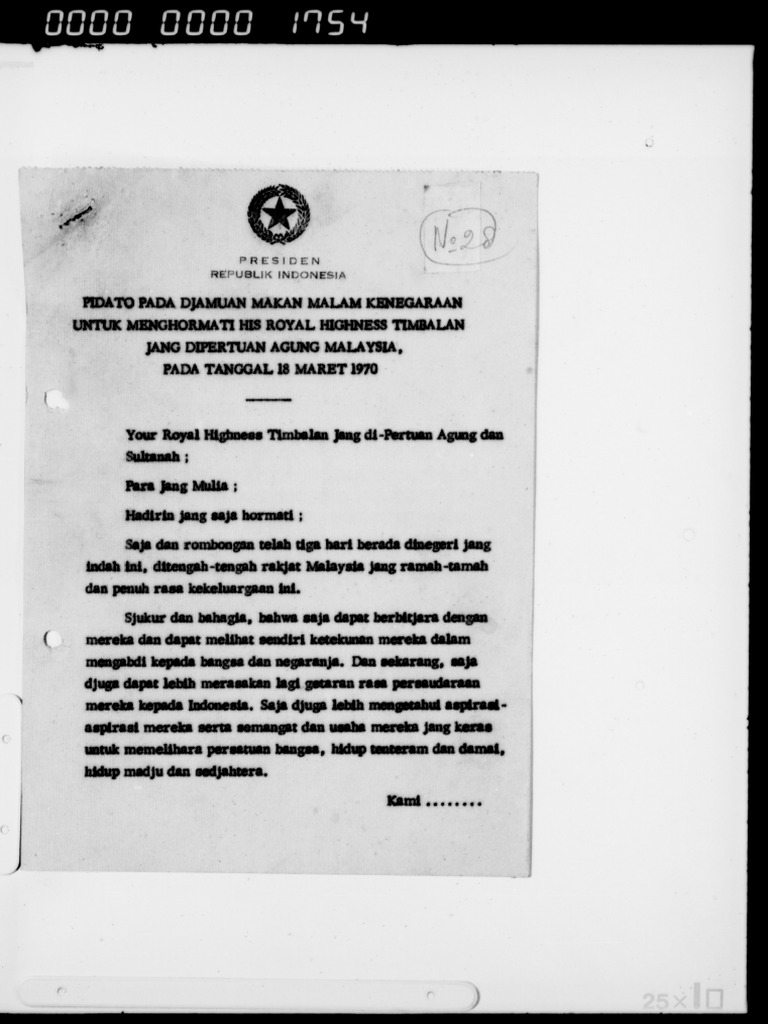 0000 0000 1754
No 28
PRESIDEN
REPUBLIK INDONESIA
PIDATO PADA DJAMUAN MAKAN MALAM KENEGARAAN
UNTUK MENGHORMATI HIS ROYAL HIGHNESS TIMBALAN
JANG DIPERTUAN AGUNG MALAYSIA,
PADA TANGGAL 18 MARET 1970
Your Royal Highness Timbalan Jang di-Pertuan Agung dan
Sultanah ;
Para Jang Mulia ;
Hadirin jang saja hormati ;
Saja dan rombongan telah tiga hari berada dinegeri jang
indah ini, ditengah-tengah rakjat Malaysia jang ramah-tamah
dan penuh rasa kekeluargaan ini.
Sjukur dan bahagia, bahwa saja dapat berbitjara dengan
mereka dan dapat melihat sendiri ketekunan mereka dalam
mengabdi kepada bangsa dan negaranja. Dan sekarang, saja
djuga dapat lebih merasakan lagi getaran rasa persaudaraan
mereka kepada Indonesia. Saja djuga lebih mengetahui aspirasi-
aspirasi mereka serta semangat dan usaha mereka jang keras
untuk memelihara persatuan bangsa, hidup tenteram dan damai,
hidup madju dan sedjahtera.
Kami ........
25×10